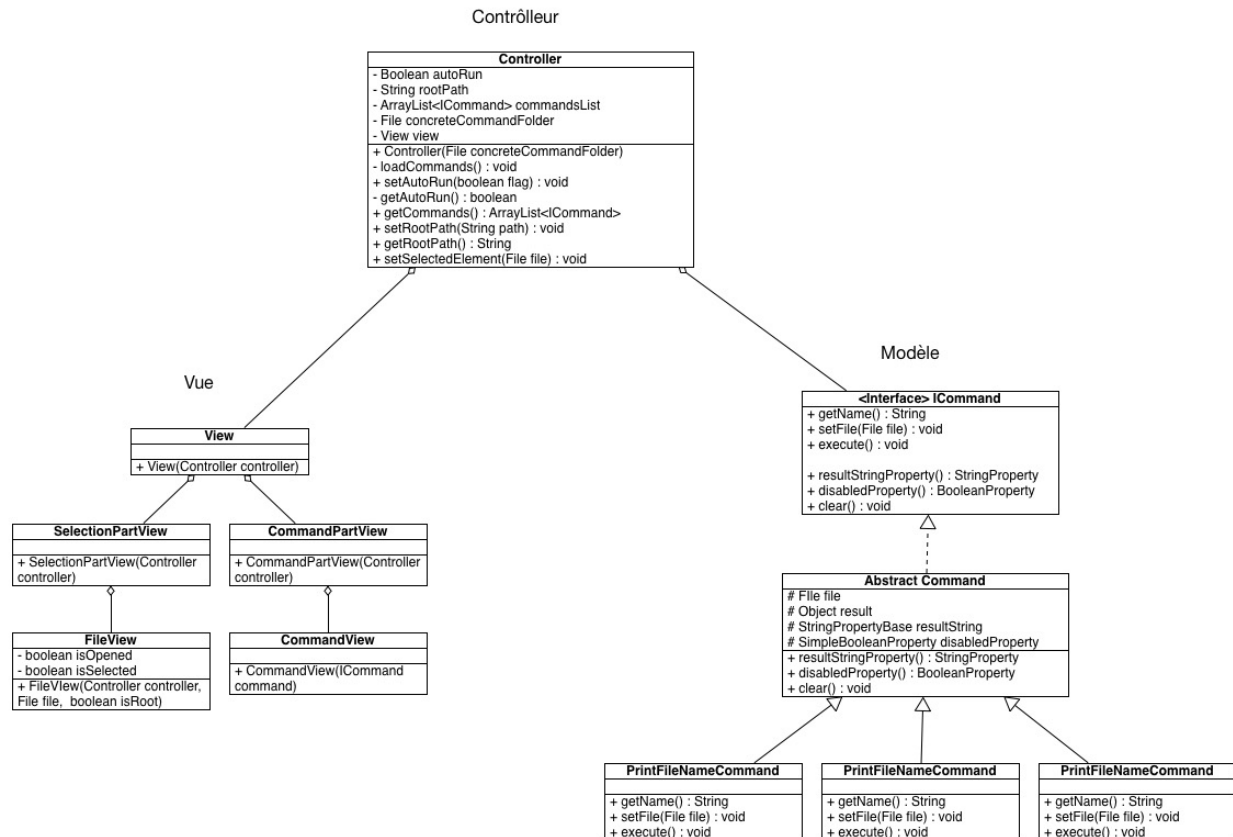 Contrôlleur
Controller
- Boolean autoRun
- String rootPath
- ArrayList<ICommand> commandsList
- File concreteCommandFolder
- View view
+ Controller(File concreteCommandFolder)
- loadCommands() : void
+ setAutoRun(boolean flag) : void
- getAutoRun() : boolean
+ getCommands() : ArrayList<ICommand>
+ setRootPath(String path) : void
+ getRootPath() : String
+ setSelectedElement(File file) : void
Vue
View
+ View(Controller controller)
SelectionPartView
+ SelectionPartView(Controller
controller)
CommandPartView
+ CommandPartView(Controller
controller)
FileView
- boolean isOpened
- boolean isSelected
+ FileVIew(Controller controller,
File file,  boolean isRoot)
CommandView
+ CommandView(ICommand
command)
Modèle
<Interface> ICommand
+ getName() : String
+ setFile(File file) : void
+ execute() : void
+ resultStringProperty() : StringProperty
+ disabledProperty() : BooleanProperty
+ clear() : void
Abstract Command
# FIle file
# Object result
# StringPropertyBase resultString
# SimpleBooleanProperty disabledProperty
+ resultStringProperty() : StringProperty
+ disabledProperty() : BooleanProperty
+ clear() : void
PrintFileNameCommand
+ getName() : String
+ setFile(File file) : void
+ execute() : void
PrintFileNameCommand
+ getName() : String
+ setFile(File file) : void
+ execute() : void
PrintFileNameCommand
+ getName() : String
+ setFile(File file) : void
+ execute() : void